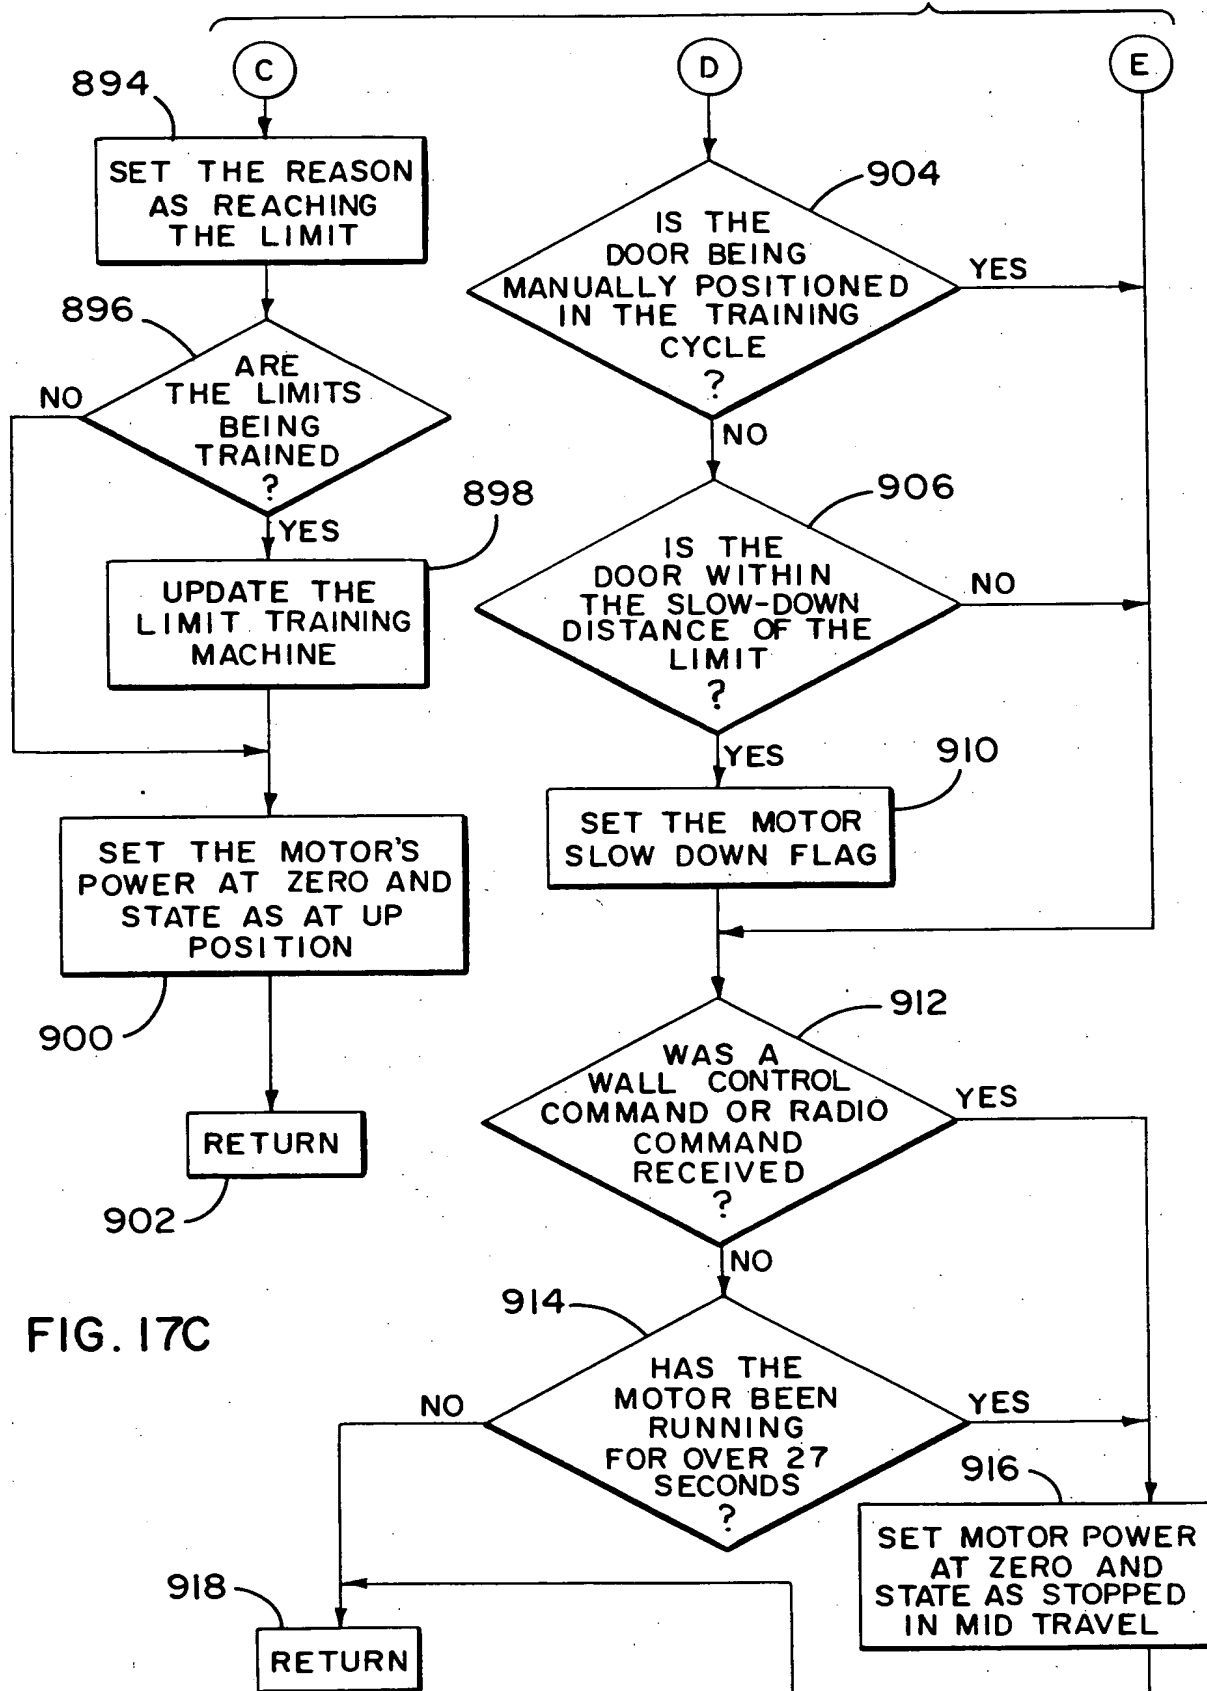 C
894
SET THE REASON
AS REACHING
THE LIMIT
896
ARE
THE LIMITS
BEING
TRAINED
?
NO
YES
898
UPDATE THE
LIMIT TRAINING
MACHINE
SET THE MOTOR'S
POWER AT ZERO AND
STATE AS AT UP
POSITION
900
RETURN
902
FIG. 17C
D
904
IS THE
DOOR BEING
MANUALLY POSITIONED
IN THE TRAINING
CYCLE
?
YES
NO
906
IS THE
DOOR WITHIN
THE SLOW-DOWN
DISTANCE OF THE
LIMIT
?
NO
YES
910
SET THE MOTOR
SLOW DOWN FLAG
912
WAS A
WALL CONTROL
COMMAND OR RADIO
COMMAND
RECEIVED
?
YES
NO
914
HAS THE
MOTOR BEEN
RUNNING
FOR OVER 27
SECONDS
?
NO
YES
916
SET MOTOR POWER
AT ZERO AND
STATE AS STOPPED
IN MID TRAVEL
918
RETURN
E